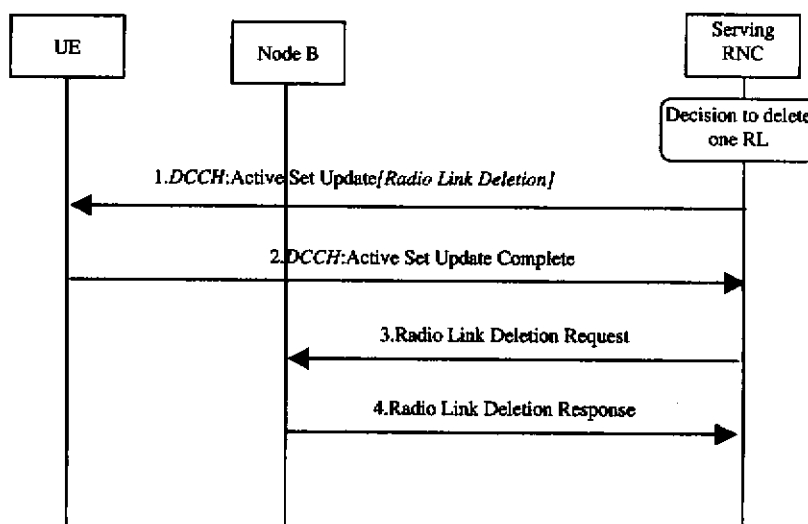 UE
Node B
Serving
RNC
Decision to delete
one RL
1.DCCH:Active Set Update[Radio Link Deletion]
2.DCCH:Active Set Update Complete
3.Radio Link Deletion Request
4.Radio Link Deletion Response